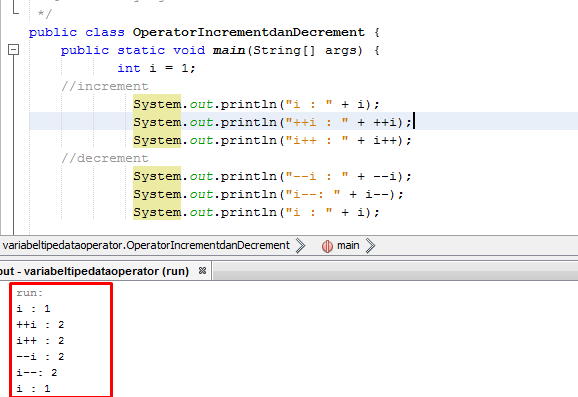 */
public class OperatorIncrementdanDecrement {
public static void main(String[] args) {
int i = 1;
//increment
System.out.println("i : " + i);
System.out.println("++i : " + ++i);
System.out.println("i++ : " + i++);
//decrement
System.out.println("--i : " + --i);
System.out.println("i--: " + i--);
System.out.println("i : " + i);
variabeltipedataoperator.OperatorIncrementdanDecrement
main
put - variabeltipedataoperator (run)
run:
i : 1
++i : 2
i++ : 2
--i : 2
i--: 2
i : 1